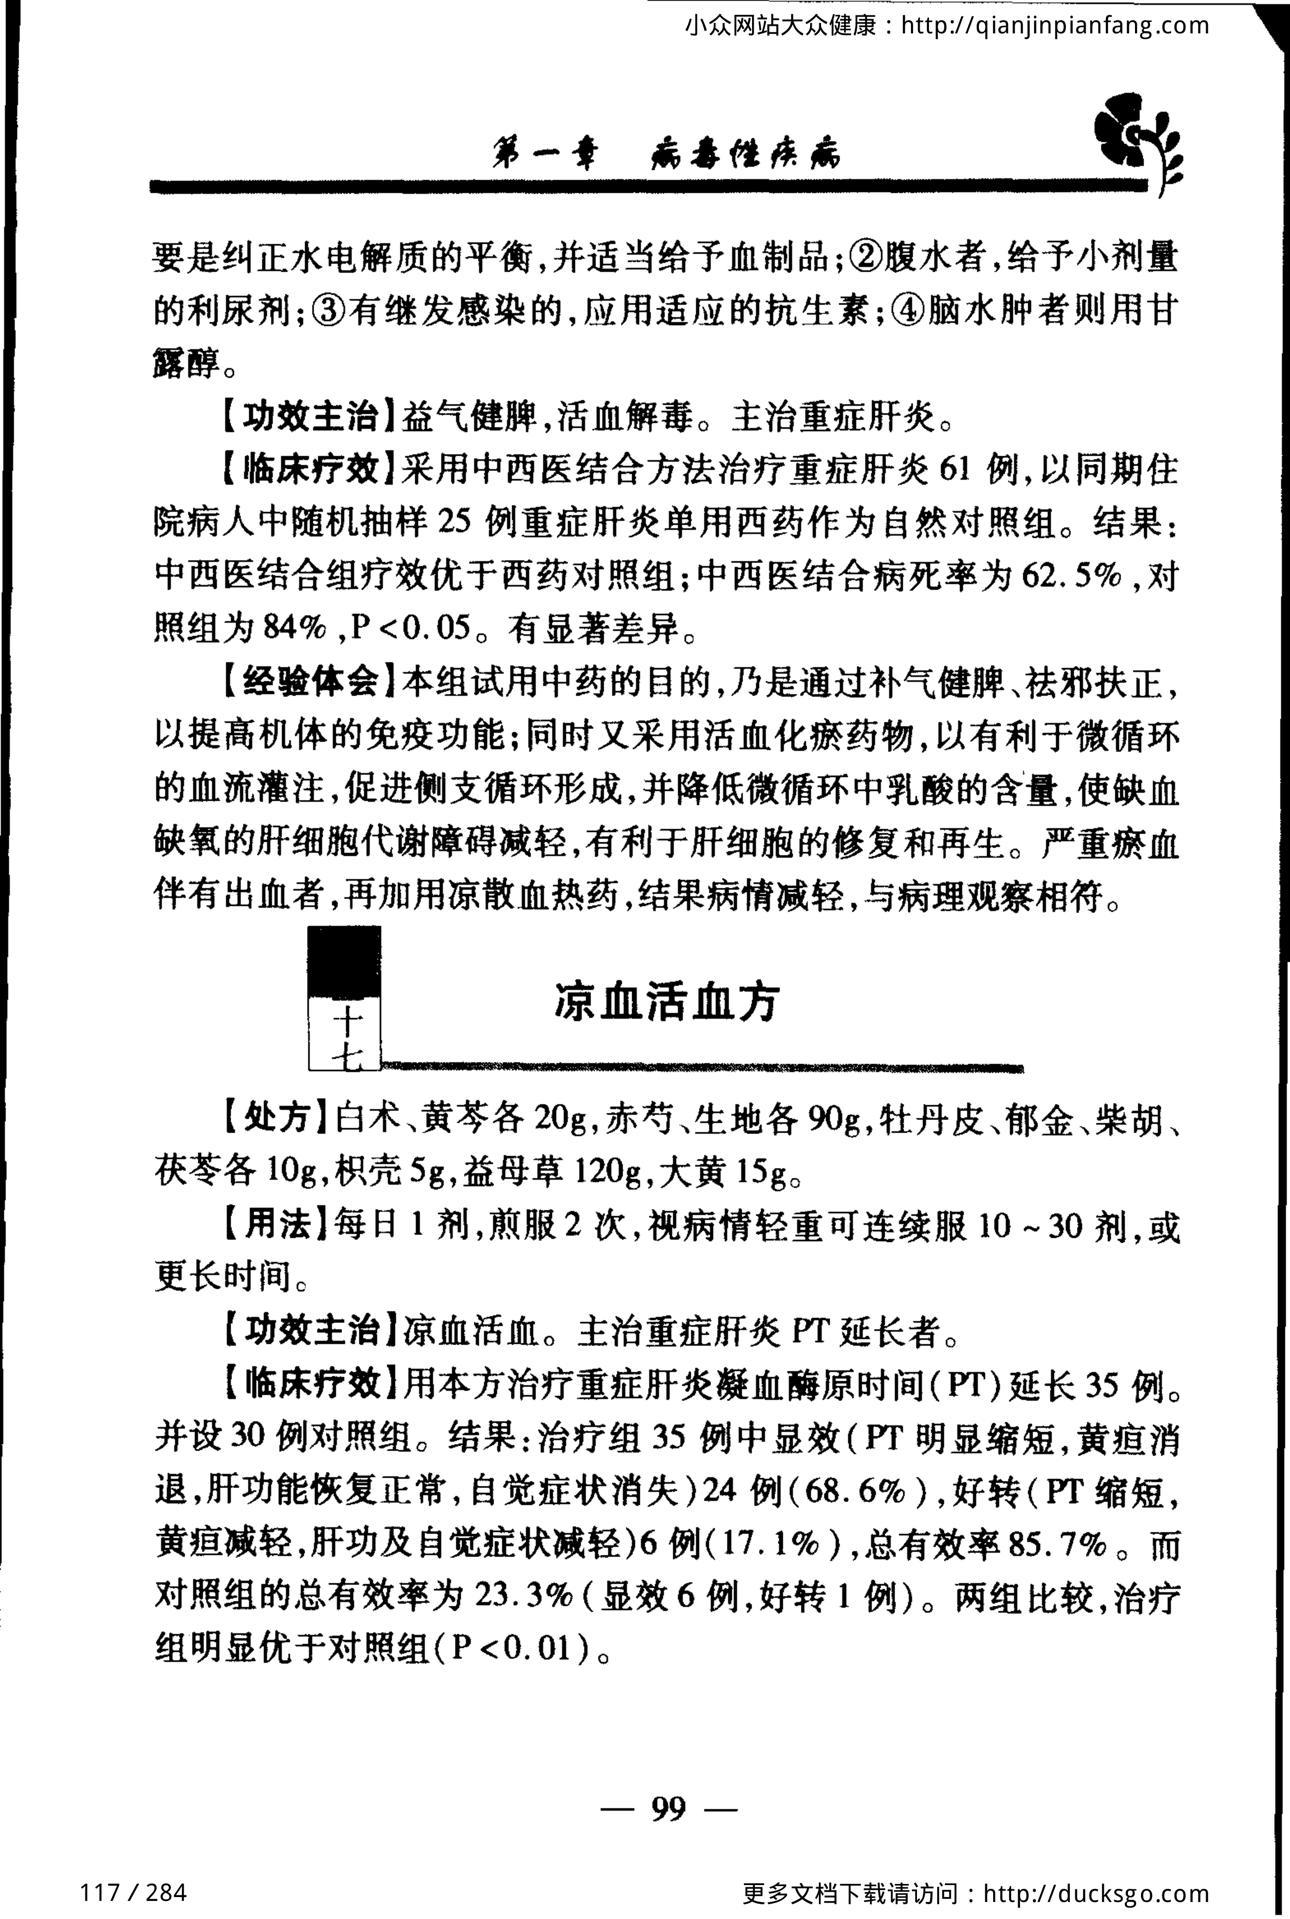 小众网站大众健康：http://qianjinpianfang.com
第一章 病毒性疾病
要是纠正水电解质的平衡,并适当给予血制品;②腹水者,给予小剂量
的利尿剂;③有继发感染的,应用适应的抗生素;④脑水肿者则用甘
露醇。
【功效主治】益气健脾,活血解毒。主治重症肝炎。
【临床疗效】采用中西医结合方法治疗重症肝炎 61 例,以同期住
院病人中随机抽样 25 例重症肝炎单用西药作为自然对照组。结果:
中西医结合组疗效优于西药对照组;中西医结合病死率为 62.5%,对
照组为 84%,P<0.05。有显著差异。
【经验体会】本组试用中药的目的,乃是通过补气健脾、祛邪扶正,
以提高机体的免疫功能;同时又采用活血化瘀药物,以有利于微循环
的血流灌注,促进侧支循环形成,并降低微循环中乳酸的含量,使缺血
缺氧的肝细胞代谢障碍减轻,有利于肝细胞的修复和再生。严重瘀血
伴有出血者,再加用凉散血热药,结果病情减轻,与病理观察相符。
十七
凉血活血方
【处方】白术、黄芩各 20g,赤芍、生地各 90g,牡丹皮、郁金、柴胡、
茯苓各 10g,枳壳 5g,益母草 120g,大黄 15g。
【用法】每日 1 剂,煎服 2 次,视病情轻重可连续服 10～30 剂,或
更长时间。
【功效主治】凉血活血。主治重症肝炎 PT 延长者。
【临床疗效】用本方治疗重症肝炎凝血酶原时间(PT)延长 35 例。
并设 30 例对照组。结果:治疗组 35 例中显效(PT 明显缩短,黄疸消
退,肝功能恢复正常,自觉症状消失)24 例(68.6%),好转(PT 缩短,
黄疸减轻,肝功及自觉症状减轻)6 例(17.1%),总有效率 85.7%。而
对照组的总有效率为 23.3%(显效 6 例,好转 1 例)。两组比较,治疗
组明显优于对照组(P<0.01)。
— 99 —
117 / 284
更多文档下载请访问：http://ducksgo.com